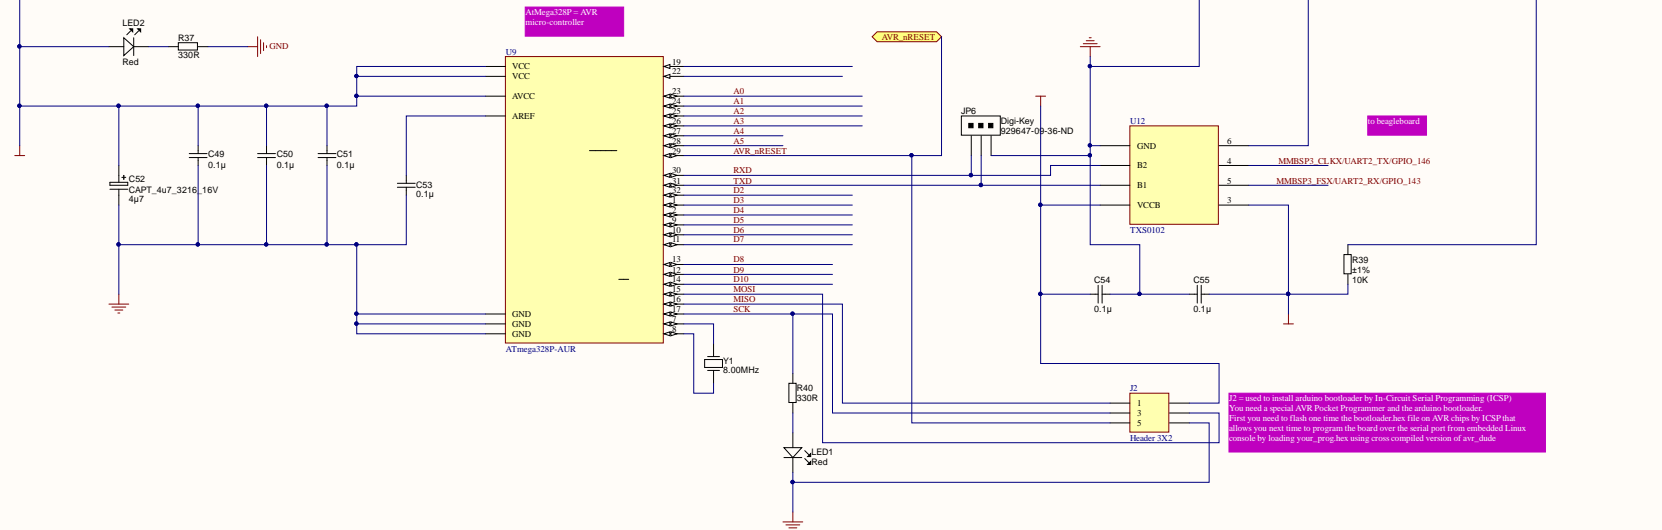 AtMega328P = AVR
micro-controller
LED2
Red
R37
330R
GND
U9
VCC
VCC
AVCC
AREF
GND
GND
GND
ATmega328P-AUR
19
22
23
24
25
26
27
28
29
30
31
32
1
2
9
10
11
13
12
14
15
16
17
7
8
A0
A1
A2
A3
A4
A5
AVR_nRESET
RXD
TXD
D2
D3
D4
D5
D6
D7
D8
D9
D10
MOSI
MISO
SCK
C49
0.1µ
C50
0.1µ
C51
0.1µ
C52
CAPT_4u7_3216_16V
4µ7
C53
0.1µ
Y1
8.00MHz
R40
330R
LED1
Red
AVR_nRESET
JP6
Digi-Key
929647-09-36-ND
U12
GND
B2
B1
VCCB
TXS0102
6
4
5
3
to beagleboard
MMBSP3_CLKX/UART2_TX/GPIO_146
MMBSP3_FSX/UART2_RX/GPIO_143
C54
0.1µ
C55
0.1µ
R39
±1%
10K
J2
1
3
5
Header 3X2
J2 = used to install arduino bootloader by In-Circuit Serial Programming (ICSP)
You need a special AVR Pocket Programmer and the arduino bootloader.
First you need to flash one time the bootloader.hex file on AVR chips by ICSP that
allows you next time to program the board over the serial port from embedded Linux
console by loading your_prog.hex using cross compiled version of avr_dude